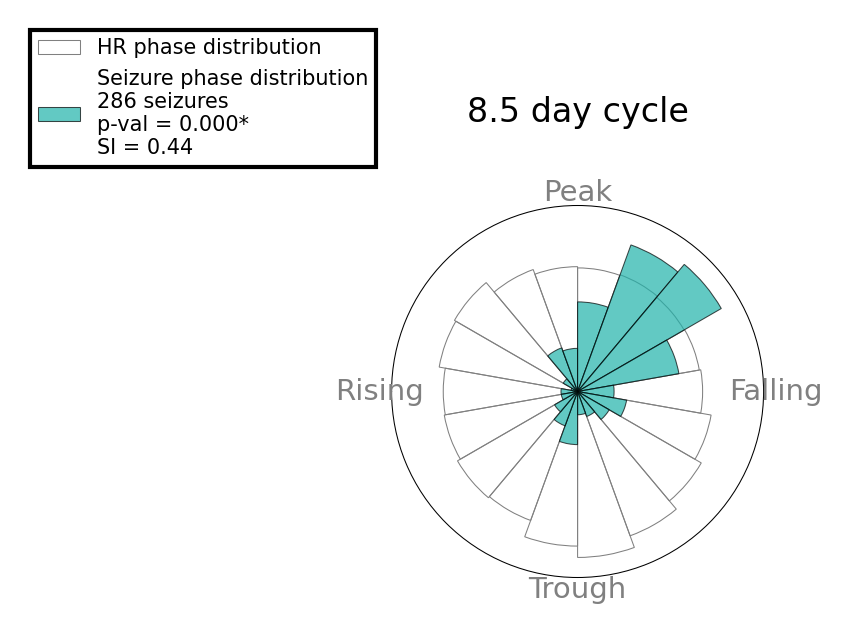 HR phase distribution
Seizure phase distribution
286 seizures
p-val = 0.000*
SI = 0.44
8.5 day cycle
Peak
Rising
Falling
Trough